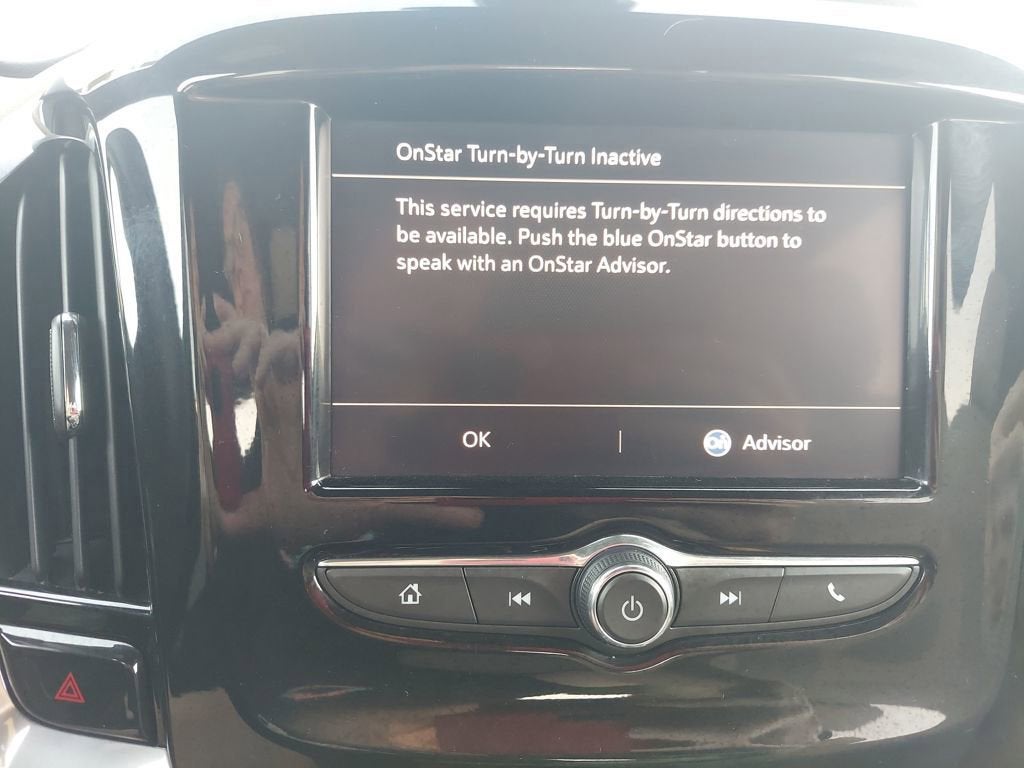 OnStar Turn-by-Turn Inactive
This service requires Turn-by-Turn directions to
be available. Push the blue OnStar button to
speak with an OnStar Advisor.
OK
on Advisor